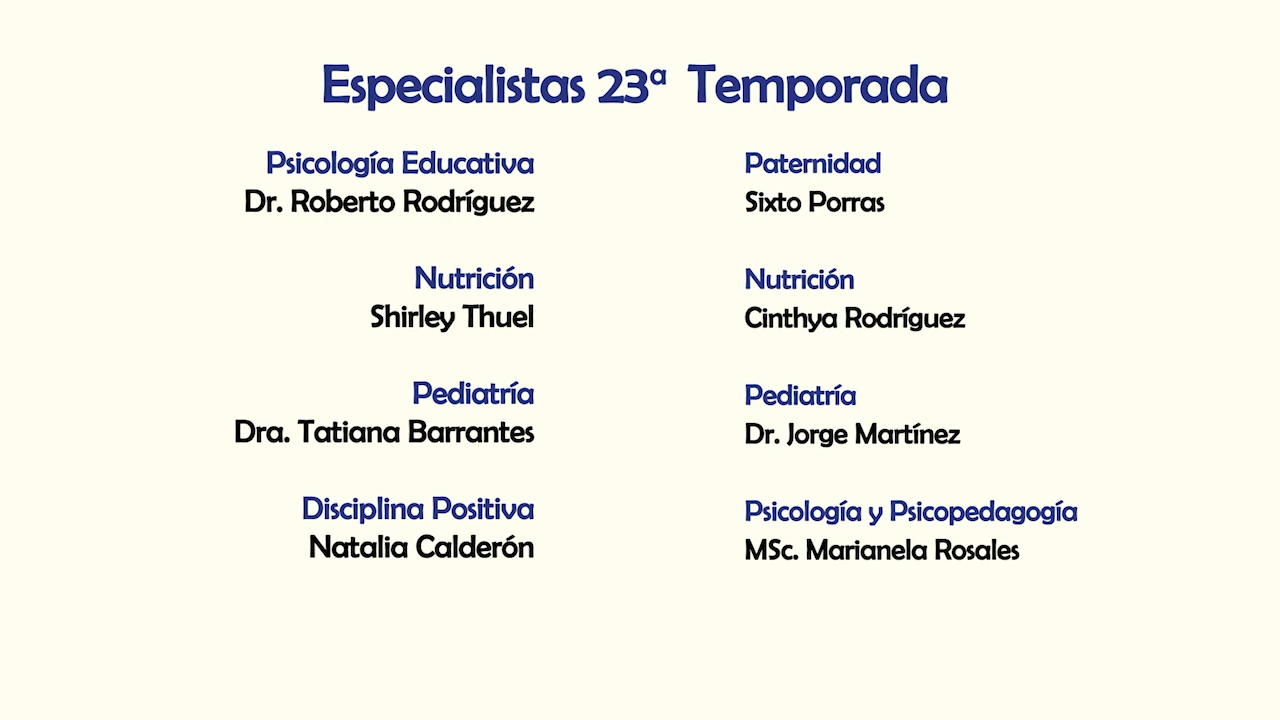 Especialistas 23ª Temporada
Psicología Educativa
Dr. Roberto Rodríguez
Nutrición
Shirley Thuel
Pediatría
Dra. Tatiana Barrantes
Disciplina Positiva
Natalia Calderón
Paternidad
Sixto Porras
Nutrición
Cinthya Rodríguez
Pediatría
Dr. Jorge Martínez
Psicología y Psicopedagogía
MSc. Marianela Rosales